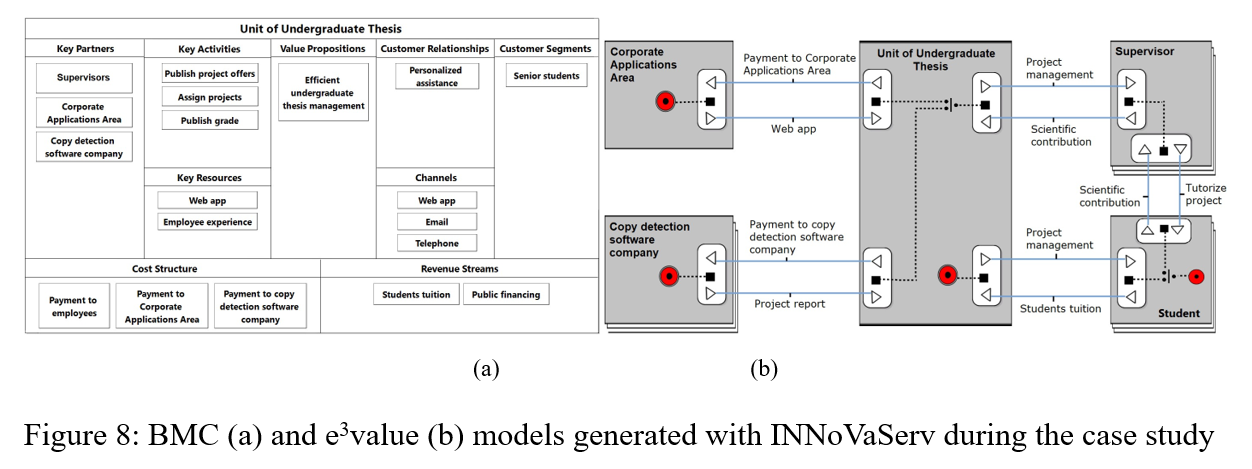 Unit of Undergraduate Thesis
Key Partners
Supervisors
Corporate
Applications Area
Copy detection
software company
Key Activities
Publish project offers
Assign projects
Publish grade
Key Resources
Web app
Employee experience
Value Propositions
Efficient
undergraduate
thesis management
Customer Relationships
Personalized
assistance
Channels
Web app
Email
Telephone
Customer Segments
Senior students
Cost Structure
Payment to
employees
Payment to
Corporate
Applications Area
Payment to copy
detection software
company
Revenue Streams
Students tuition
Public financing
Corporate
Applications
Area
Payment to Corporate
Applications Area
Web app
Unit of Undergraduate
Thesis
Project
management
Scientific
contribution
Supervisor
Scientific
contribution
Tutorize
project
Copy detection
software
company
Payment to copy
detection software
company
Project report
Project
management
Students tuition
Student
(a)
(b)
Figure 8: BMC (a) and e³value (b) models generated with INNoVaServ during the case study